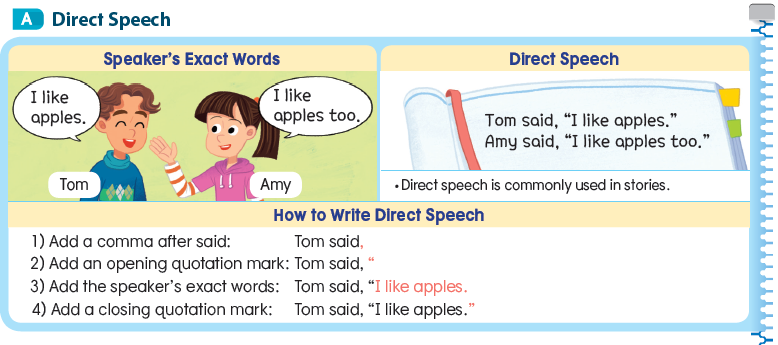 A Direct Speech
Speaker's Exact Words
I like
apples.
I like
apples too.
Tom
Amy
Direct Speech
Tom said, “I like apples.”
Amy said, “I like apples too.”
• Direct speech is commonly used in stories.
How to Write Direct Speech
1) Add a comma after said: Tom said,
2) Add an opening quotation mark: Tom said, “
3) Add the speaker's exact words: Tom said, “I like apples.
4) Add a closing quotation mark: Tom said, “I like apples.”